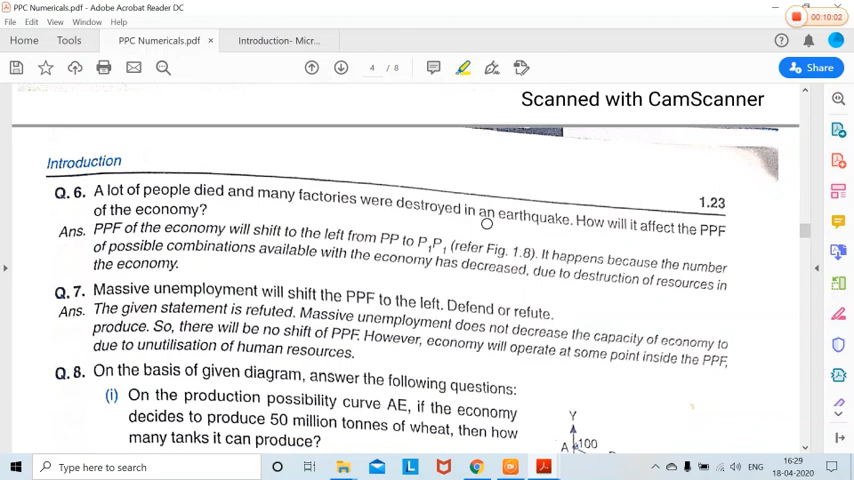 PPC Numericals.pdf - Adobe Acrobat Reader DC
00:10:02
File Edit View Window Help
Home Tools PPC Numericals.pdf × Introduction- Micr...
4 / 8
Share
Scanned with CamScanner
Introduction
1.23
Q. 6. A lot of people died and many factories were destroyed in an earthquake. How will it affect the PPF
of the economy?
Ans. PPF of the economy will shift to the left from PP to P1P1 (refer Fig. 1.8). It happens because the number
of possible combinations available with the economy has decreased, due to destruction of resources in
the economy.
Q. 7. Massive unemployment will shift the PPF to the left. Defend or refute.
Ans. The given statement is refuted. Massive unemployment does not decrease the capacity of economy to
produce. So, there will be no shift of PPF. However, economy will operate at some point inside the PPF,
due to unutilisation of human resources.
Q. 8. On the basis of given diagram, answer the following questions:
(i) On the production possibility curve AE, if the economy
decides to produce 50 million tonnes of wheat, then how
many tanks it can produce?
Y
A 100
Type here to search
ENG
16:29
18-04-2020